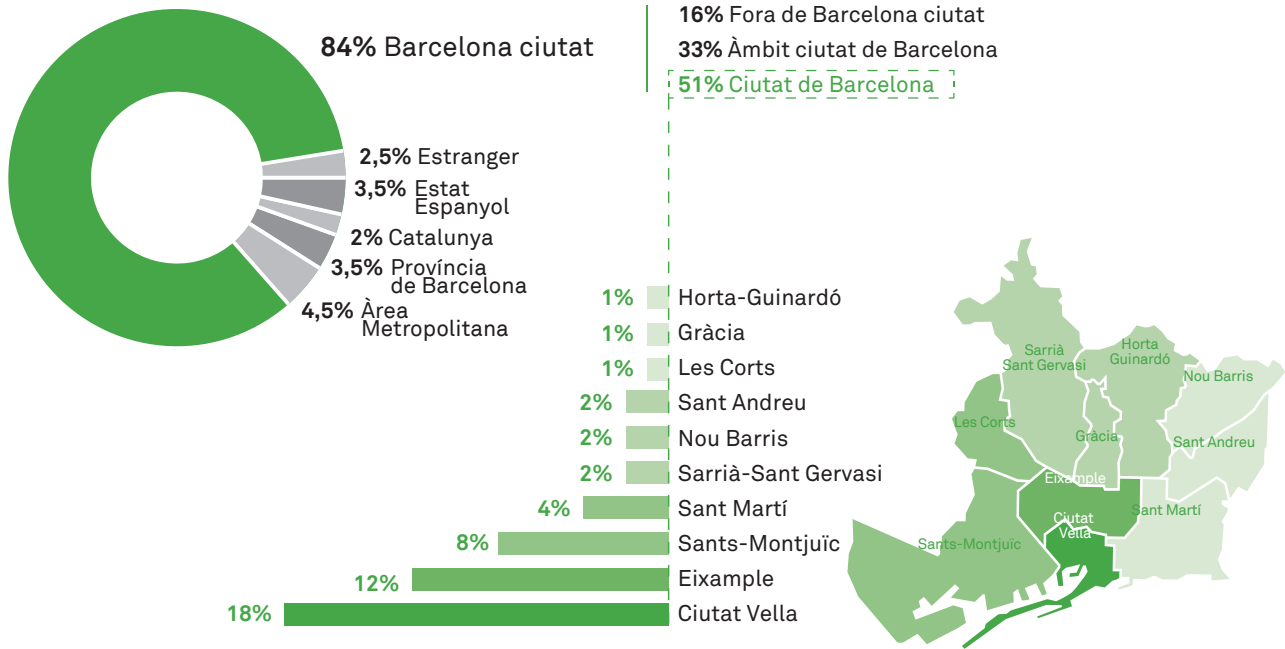 84% Barcelona ciutat
16% Fora de Barcelona ciutat
33% Àmbit ciutat de Barcelona
51% Ciutat de Barcelona
2,5% Estranger
3,5% Estat
Espanyol
2% Catalunya
3,5% Província
de Barcelona
4,5% Àrea
Metropolitana
1% Horta-Guinardó
1% Gràcia
1% Les Corts
2% Sant Andreu
2% Nou Barris
2% Sarrià-Sant Gervasi
4% Sant Martí
8% Sants-Montjuïc
12% Eixample
18% Ciutat Vella
Sarrià
Sant Gervasi
Horta
Guinardó
Nou Barris
Les Corts
Gràcia
Sant Andreu
Eixample
Ciutat
Vella
Sant Martí
Sants-Montjuïc